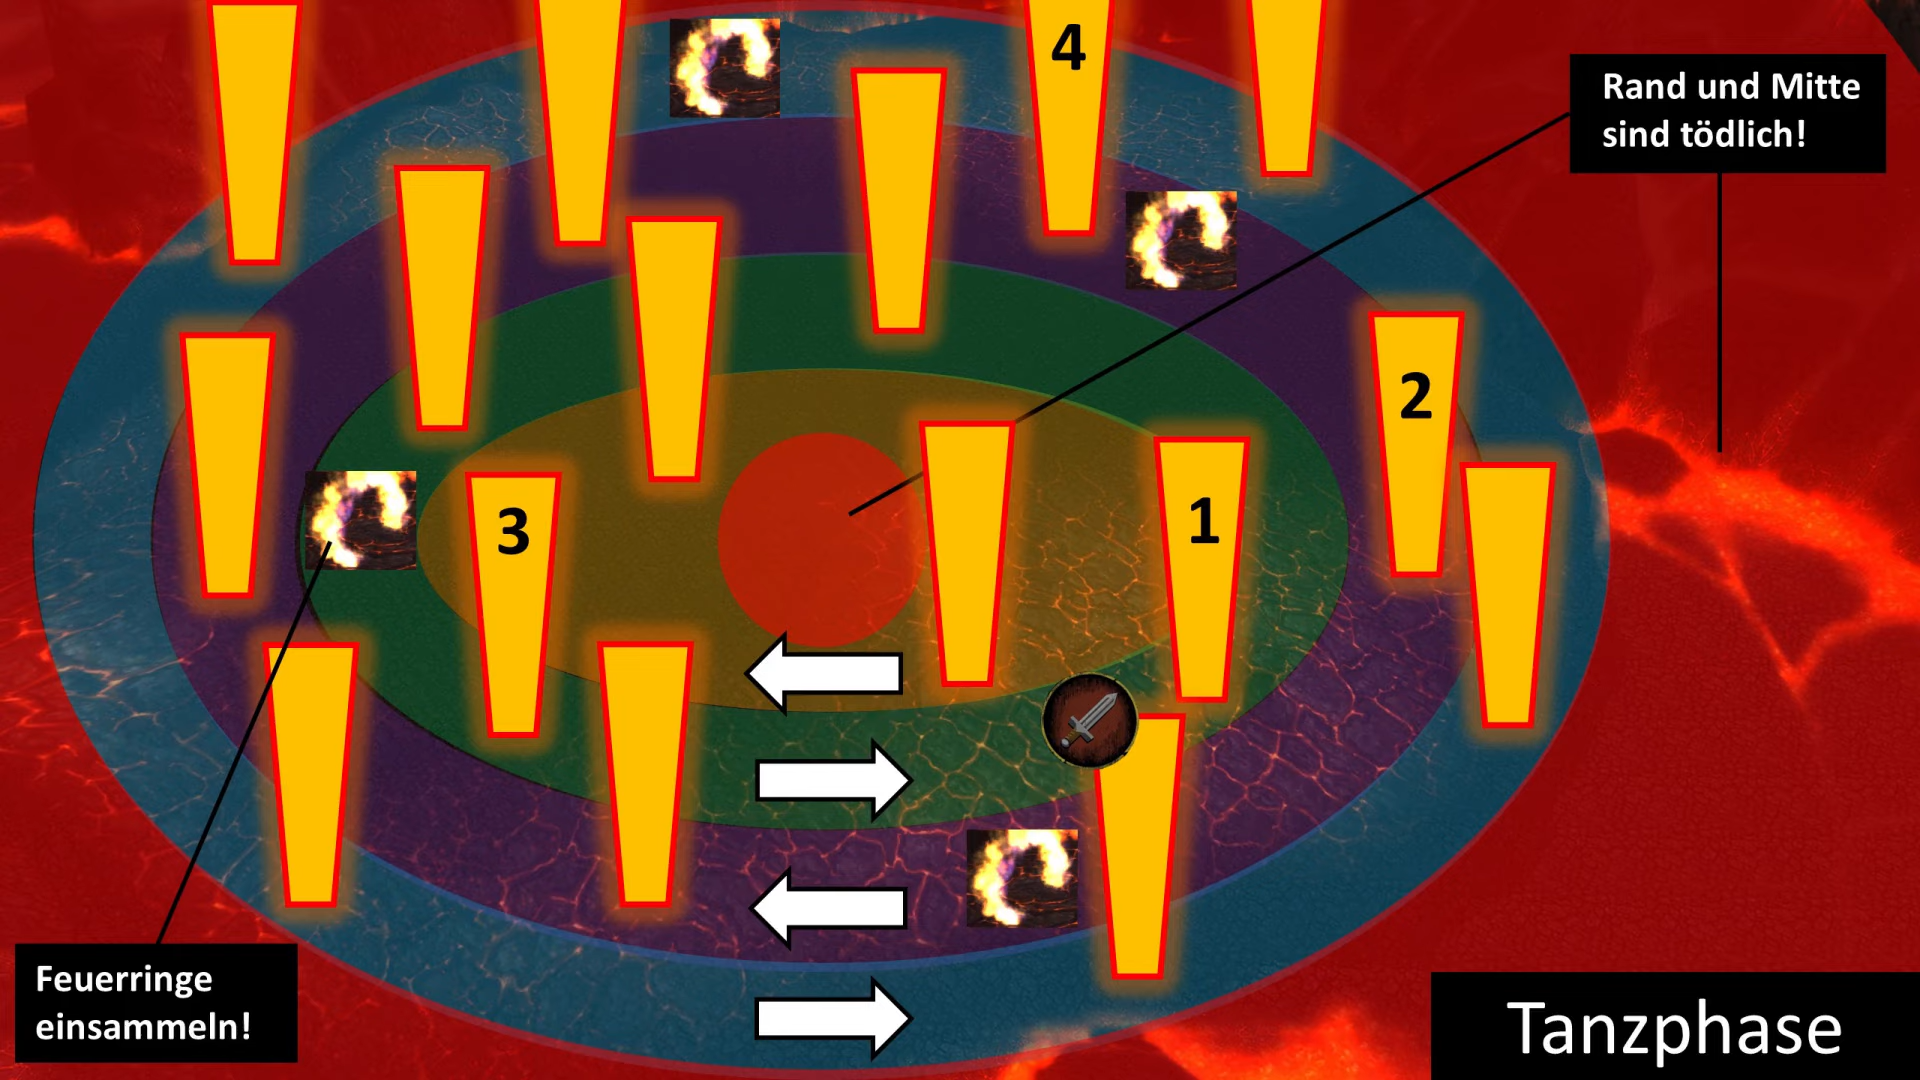 4
Rand und Mitte
sind tödlich!
2
3
1
Feuerringe
einsammeln!
Tanzphase